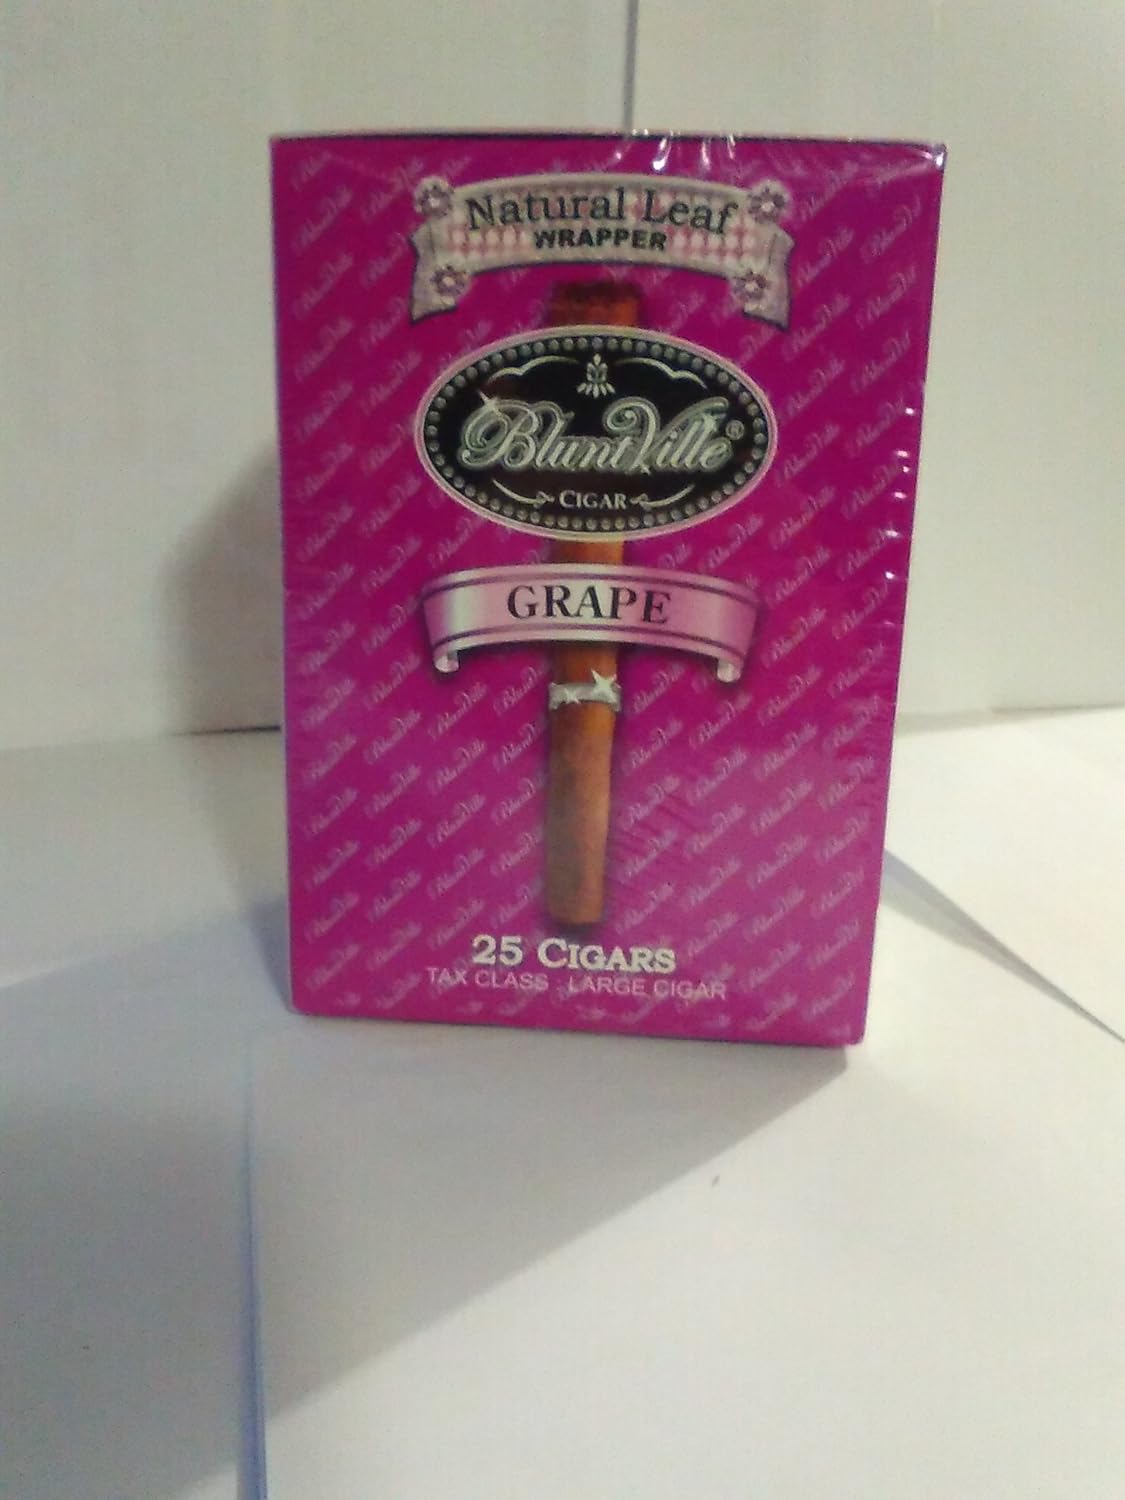 Natural Leaf
WRAPPER
BluntVille®
CIGAR
GRAPE
25 CIGARS
TAX CLASS : LARGE CIGAR